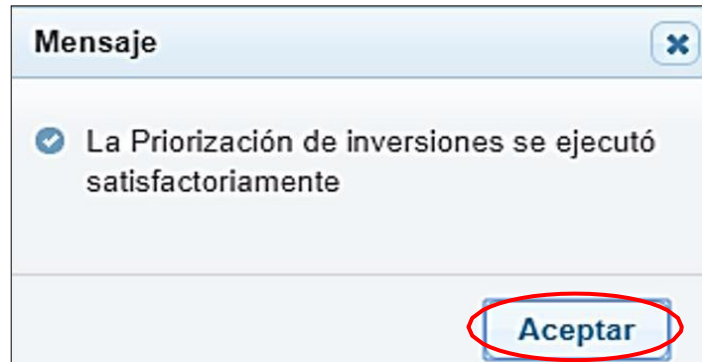 Mensaje
La Priorización de inversiones se ejecutó
satisfactoriamente
Aceptar